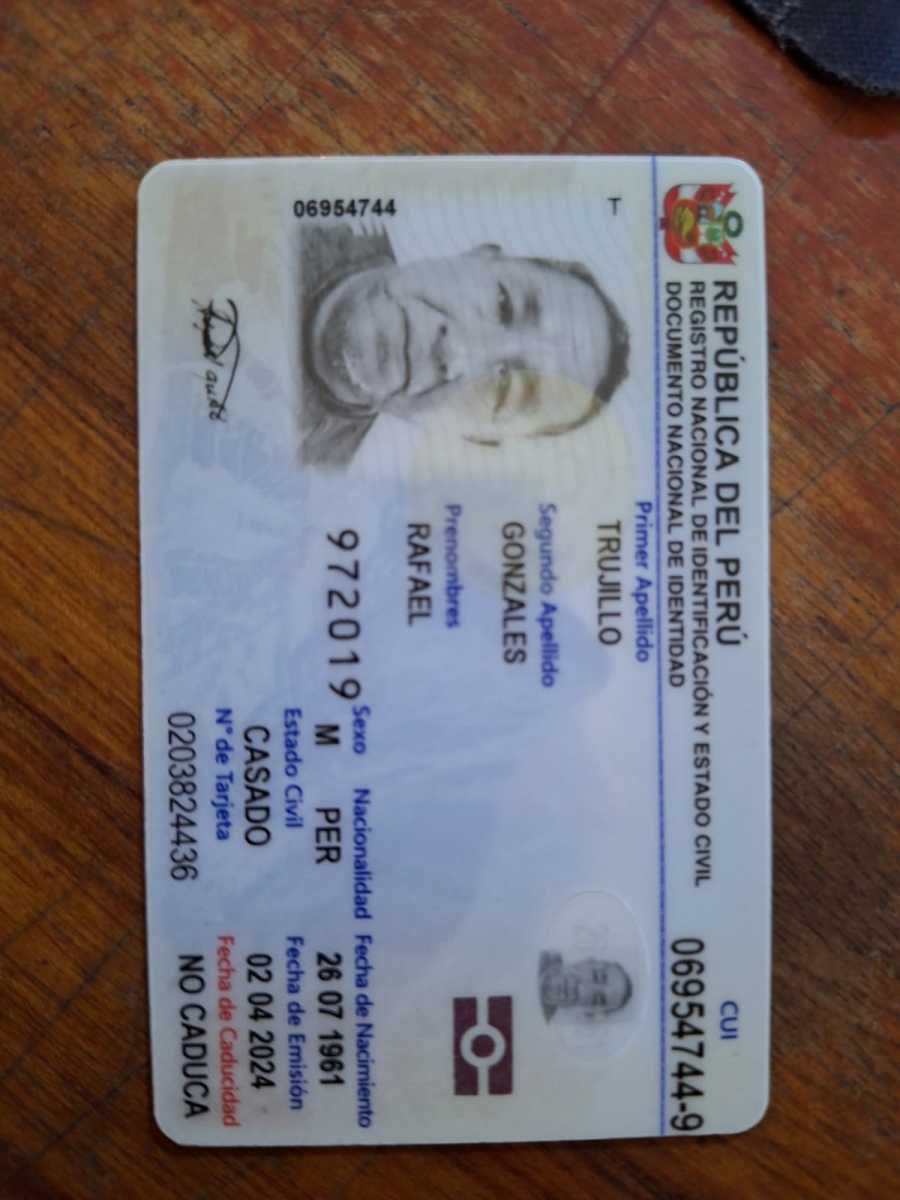 REPÚBLICA DEL PERÚ
REGISTRO NACIONAL DE IDENTIFICACIÓN Y ESTADO CIVIL
DOCUMENTO NACIONAL DE IDENTIDAD
CUI
06954744-9
T
06954744
Primer Apellido
TRUJILLO
Segundo Apellido
GONZALES
Prenombres
RAFAEL
972019
Sexo Nacionalidad Fecha de Nacimiento
M PER 26 07 1961
Estado Civil Fecha de Emisión
CASADO 02 04 2024
N° de Tarjeta Fecha de Caducidad
0203824436 NO CADUCA